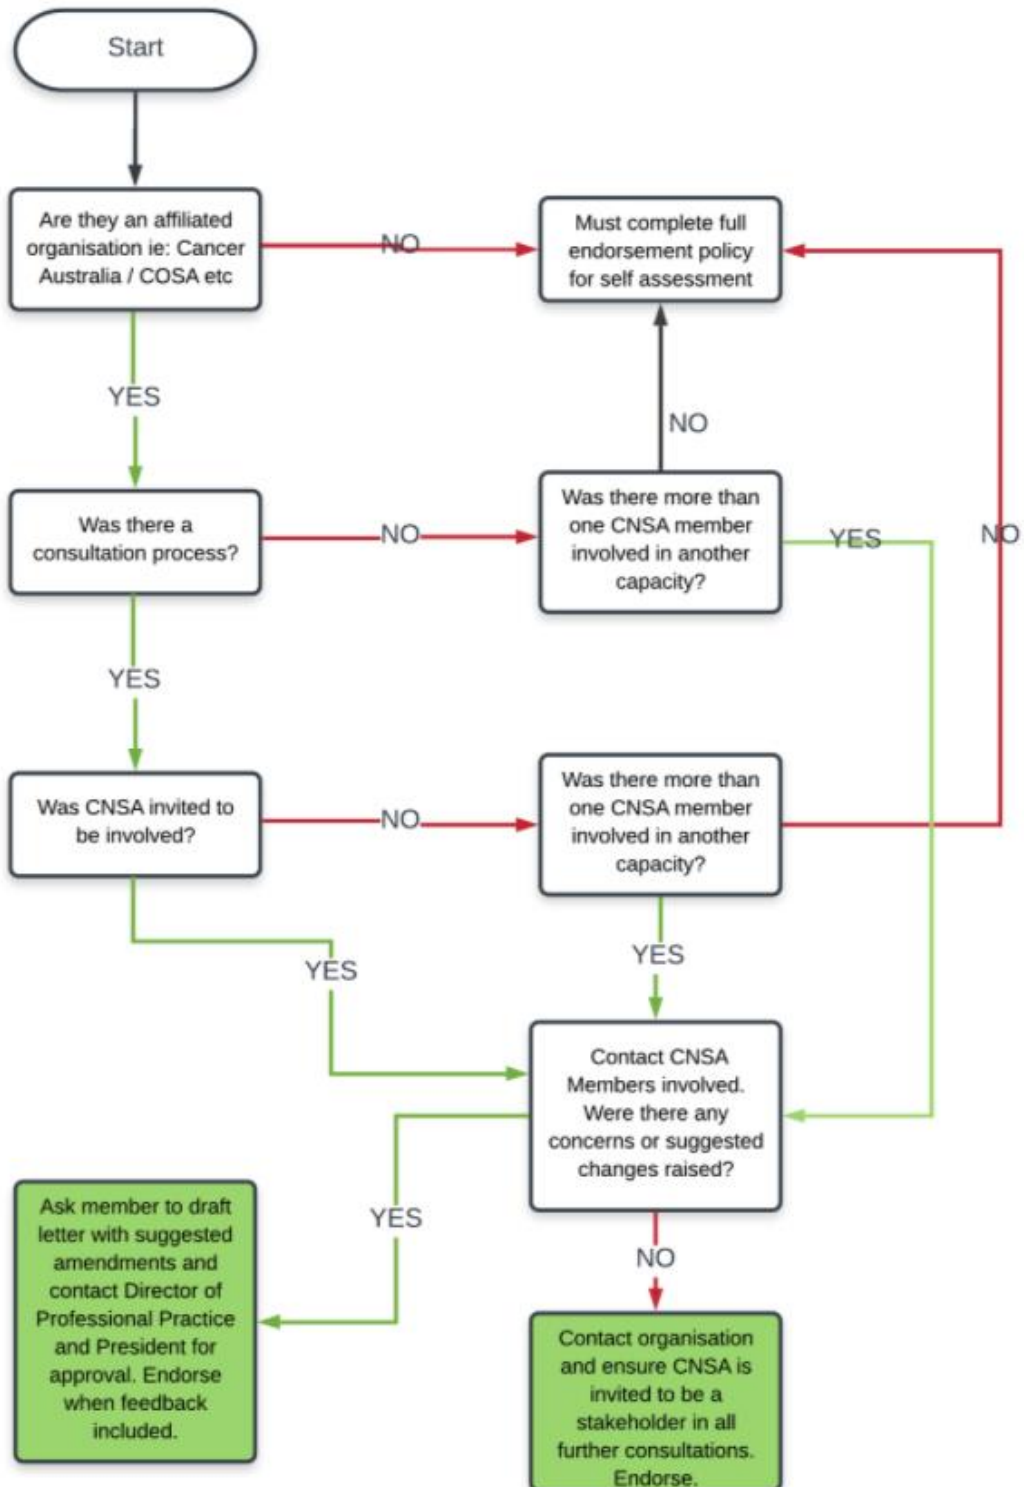 Start
Are they an affiliated
organisation ie: Cancer
Australia / COSA etc
NO
Must complete full
endorsement policy
for self assessment
YES
NO
Was there a
consultation process?
NO
Was there more than
one CNSA member
involved in another
capacity?
YES
NO
YES
Was CNSA invited to
be involved?
NO
Was there more than
one CNSA member
involved in another
capacity?
YES
YES
Contact CNSA
Members involved.
Were there any
concerns or suggested
changes raised?
YES
NO
Ask member to draft
letter with suggested
amendments and
contact Director of
Professional Practice
and President for
approval. Endorse
when feedback
included.
Contact organisation
and ensure CNSA is
invited to be a
stakeholder in all
further consultations.
Endorse.